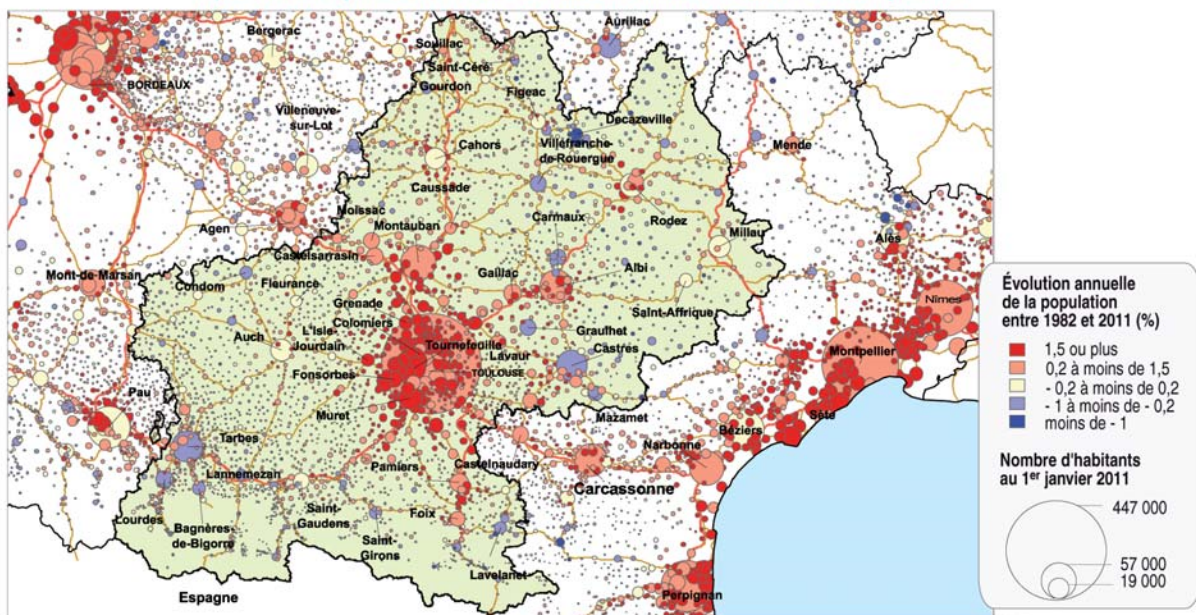 Bergerac
Aurillac
Souillac
Saint-Céré
BORDEAUX
Gourdon
Figeac
Villeneuve-
sur-Lot
Decazeville
Cahors
Villefranche-
de-Rouergue
Mende
Caussade
Moissac
Carmaux
Rodez
Agen
Montauban
Millau
Alès
Castelsarrasin
Mont-de-Marsan
Gaillac
Albi
Condom
Fleurance
Nîmes
Grenade
Saint-Affrique
Colomiers
Graulhet
Auch
L'Isle-
Jourdain
Tournefeuille
Lavaur
Castres
Montpellier
Fonsorbes
TOULOUSE
Pau
Muret
Mazamet
Sète
Béziers
Tarbes
Narbonne
Lannemezan
Pamiers
Castelnaudary
Carcassonne
Lourdes
Bagnères-
de-Bigorre
Saint-
Gaudens
Foix
Saint-
Girons
Lavelanet
Espagne
Perpignan
Évolution annuelle
de la population
entre 1982 et 2011 (%)
1,5 ou plus
0,2 à moins de 1,5
- 0,2 à moins de 0,2
- 1 à moins de - 0,2
moins de - 1
Nombre d'habitants
au 1er janvier 2011
447 000
57 000
19 000